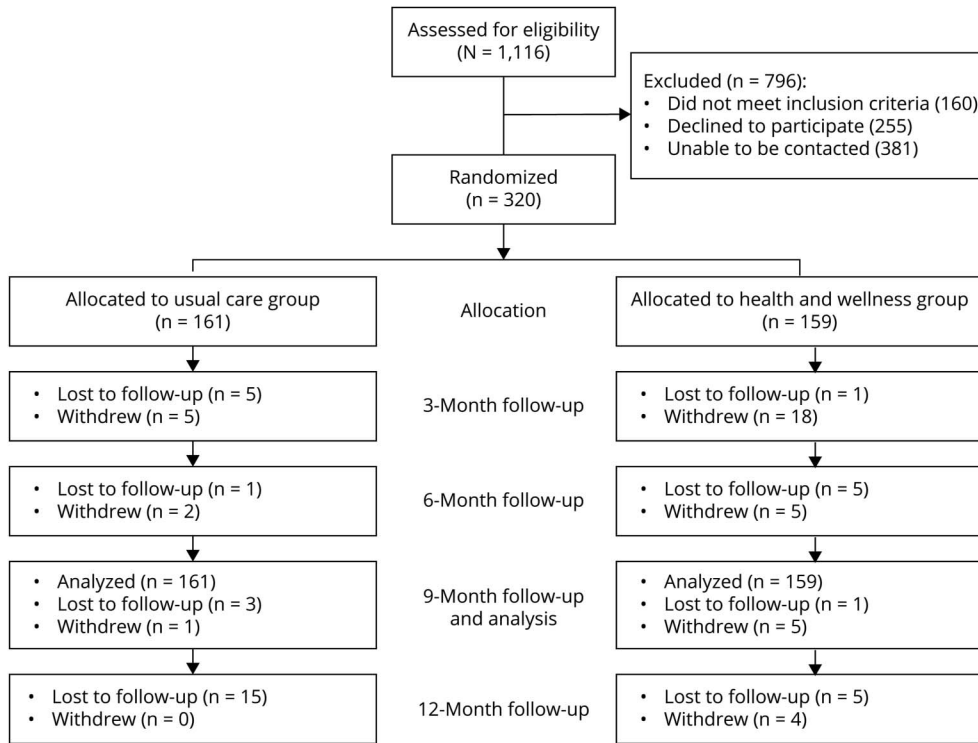 Assessed for eligibility
(N = 1,116)
Excluded (n = 796):
• Did not meet inclusion criteria (160)
• Declined to participate (255)
• Unable to be contacted (381)
Randomized
(n = 320)
Allocated to usual care group
(n = 161)
Allocation
Allocated to health and wellness group
(n = 159)
• Lost to follow-up (n = 5)
• Withdrew (n = 5)
3-Month follow-up
• Lost to follow-up (n = 1)
• Withdrew (n = 18)
• Lost to follow-up (n = 1)
• Withdrew (n = 2)
6-Month follow-up
• Lost to follow-up (n = 5)
• Withdrew (n = 5)
• Analyzed (n = 161)
• Lost to follow-up (n = 3)
• Withdrew (n = 1)
9-Month follow-up
and analysis
• Analyzed (n = 159)
• Lost to follow-up (n = 1)
• Withdrew (n = 5)
• Lost to follow-up (n = 15)
• Withdrew (n = 0)
12-Month follow-up
• Lost to follow-up (n = 5)
• Withdrew (n = 4)